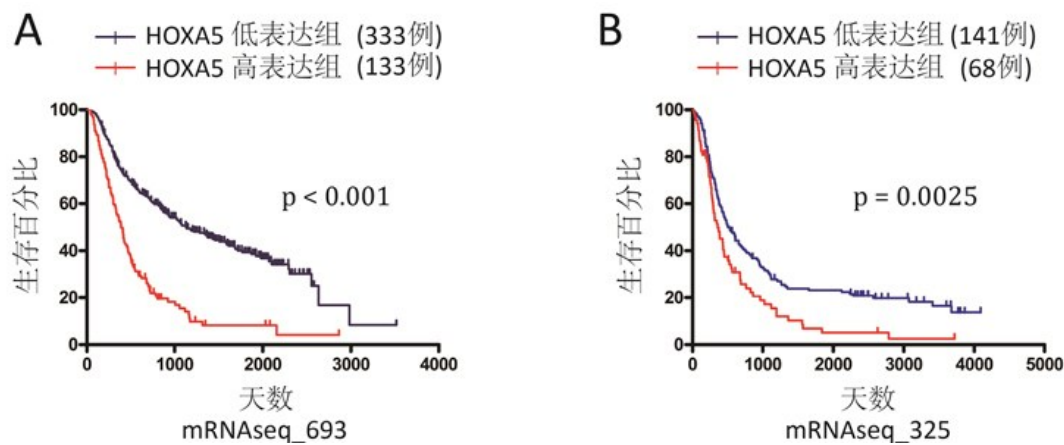 A
HOXA5 低表达组 (333例)
HOXA5 高表达组 (133例)
生存百分比
100
80
60
40
20
0
p < 0.001
0 1000 2000 3000 4000
天数
mRNAseq_693
B
HOXA5 低表达组 (141例)
HOXA5 高表达组 (68例)
生存百分比
100
80
60
40
20
0
p = 0.0025
0 1000 2000 3000 4000 5000
天数
mRNAseq_325